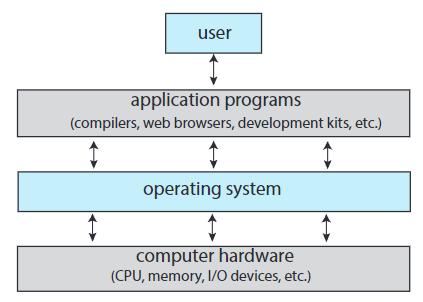 user
application programs
(compilers, web browsers, development kits, etc.)
operating system
computer hardware
(CPU, memory, I/O devices, etc.)